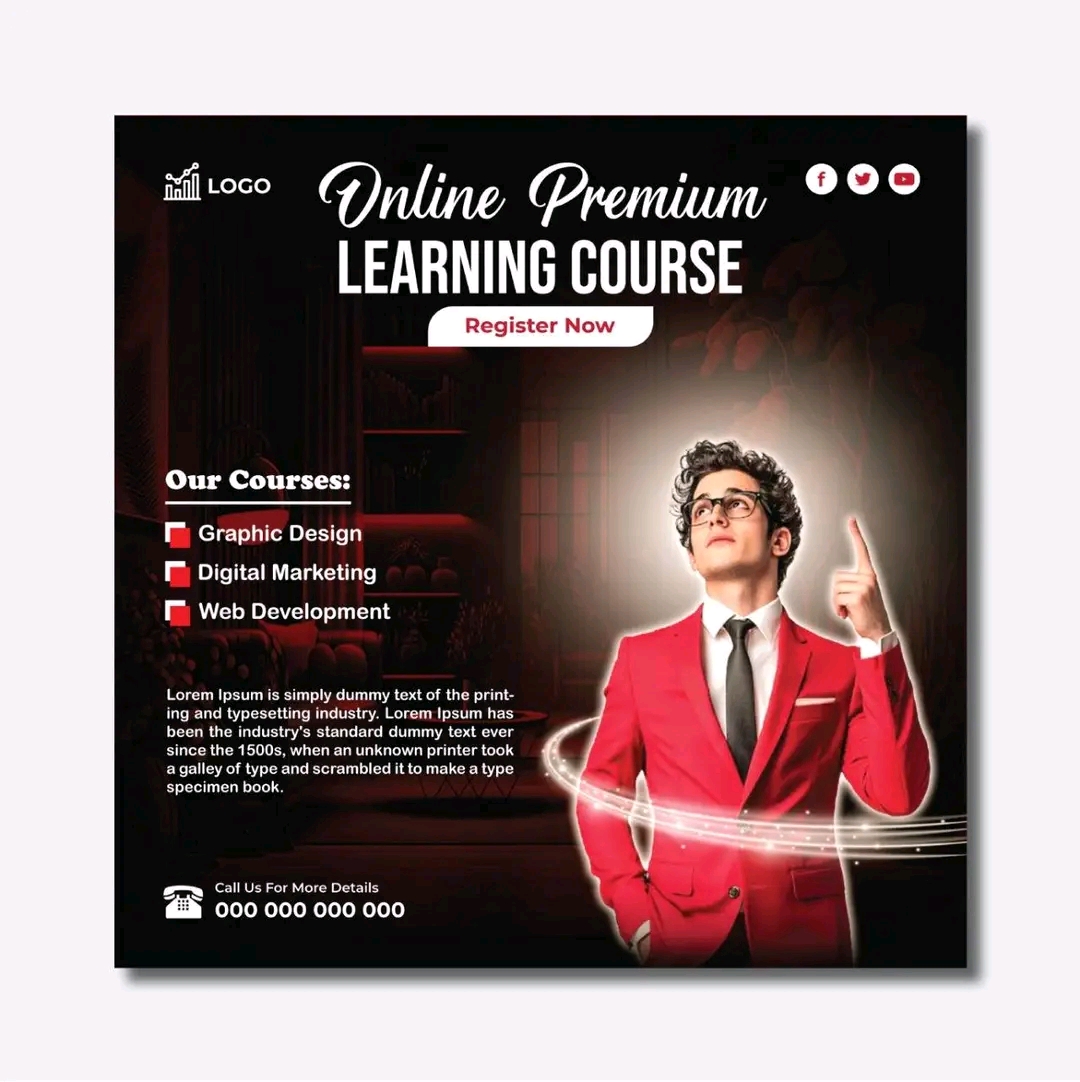 LOGO
Online Premium
LEARNING COURSE
Register Now
Our Courses:
Graphic Design
Digital Marketing
Web Development
Lorem Ipsum is simply dummy text of the print-
ing and typesetting industry. Lorem Ipsum has
been the industry's standard dummy text ever
since the 1500s, when an unknown printer took
a galley of type and scrambled it to make a type
specimen book.
Call Us For More Details
000 000 000 000